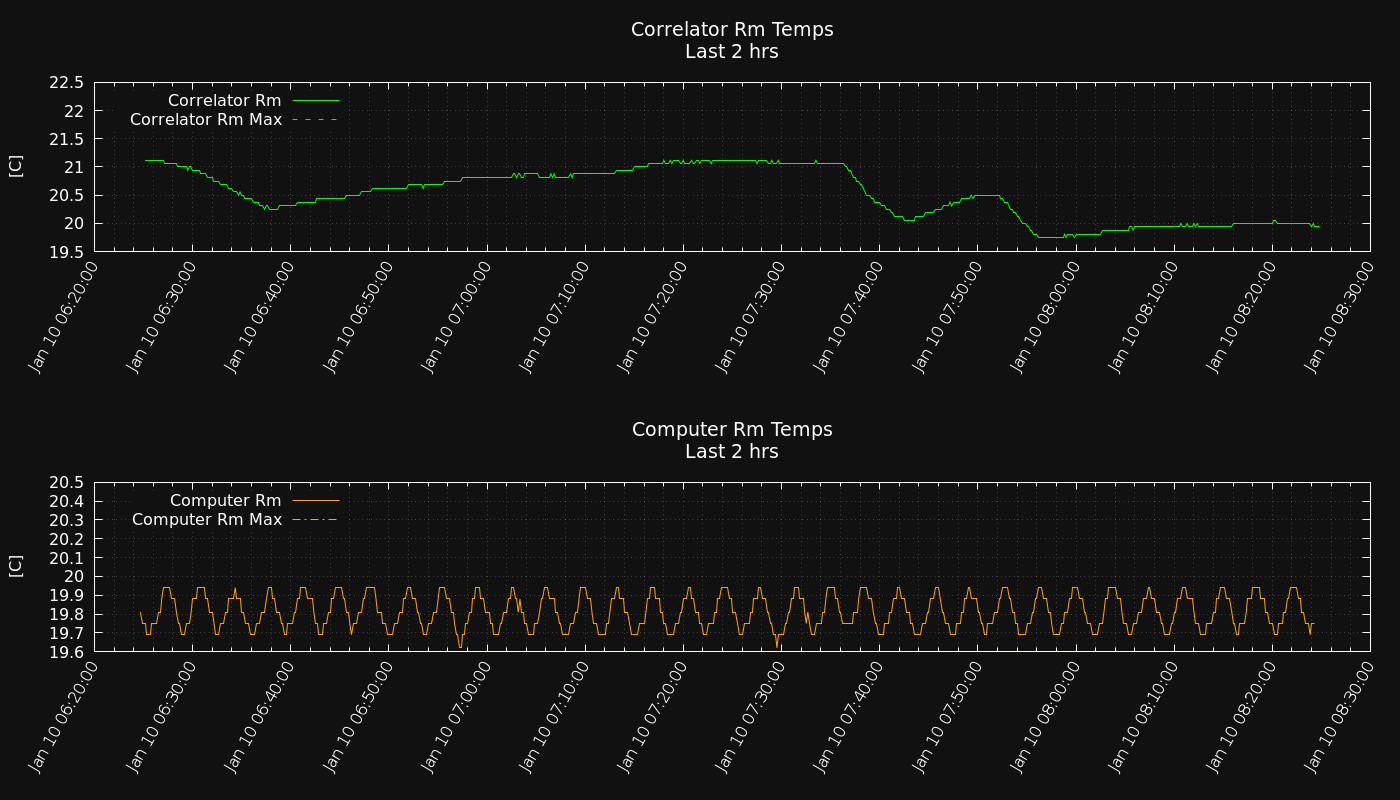 Correlator Rm Temps
Last 2 hrs
22.5
22
21.5
21
20.5
20
19.5
[C]
Correlator Rm
Correlator Rm Max
Jan 10 06:20:00
Jan 10 06:30:00
Jan 10 06:40:00
Jan 10 06:50:00
Jan 10 07:00:00
Jan 10 07:10:00
Jan 10 07:20:00
Jan 10 07:30:00
Jan 10 07:40:00
Jan 10 07:50:00
Jan 10 08:00:00
Jan 10 08:10:00
Jan 10 08:20:00
Jan 10 08:30:00
Computer Rm Temps
Last 2 hrs
20.5
20.4
20.3
20.2
20.1
20
19.9
19.8
19.7
19.6
[C]
Computer Rm
Computer Rm Max
Jan 10 06:20:00
Jan 10 06:30:00
Jan 10 06:40:00
Jan 10 06:50:00
Jan 10 07:00:00
Jan 10 07:10:00
Jan 10 07:20:00
Jan 10 07:30:00
Jan 10 07:40:00
Jan 10 07:50:00
Jan 10 08:00:00
Jan 10 08:10:00
Jan 10 08:20:00
Jan 10 08:30:00